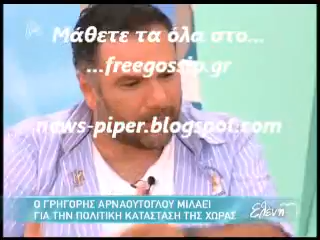 Μάθετε τα όλα στο...
...freegossip.gr
news-piper.blogspot.com
Ο ΓΡΗΓΟΡΗΣ ΑΡΝΑΟΥΤΟΓΛΟΥ ΜΙΛΑΕΙ
ΓΙΑ ΤΗΝ ΠΟΛΙΤΙΚΗ ΚΑΤΑΣΤΑΣΗ ΤΗΣ ΧΩΡΑΣ
Ελένη